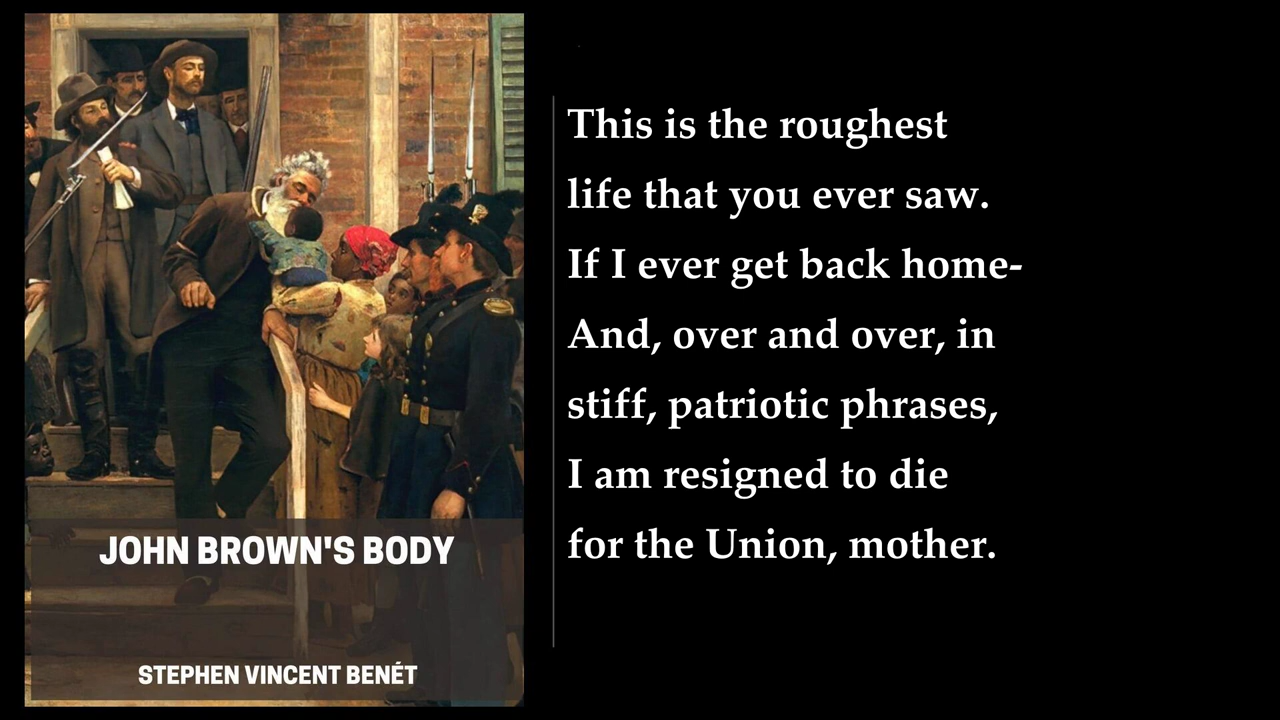 JOHN BROWN'S BODY
STEPHEN VINCENT BENÉT
This is the roughest
life that you ever saw.
If I ever get back home-
And, over and over, in
stiff, patriotic phrases,
I am resigned to die
for the Union, mother.